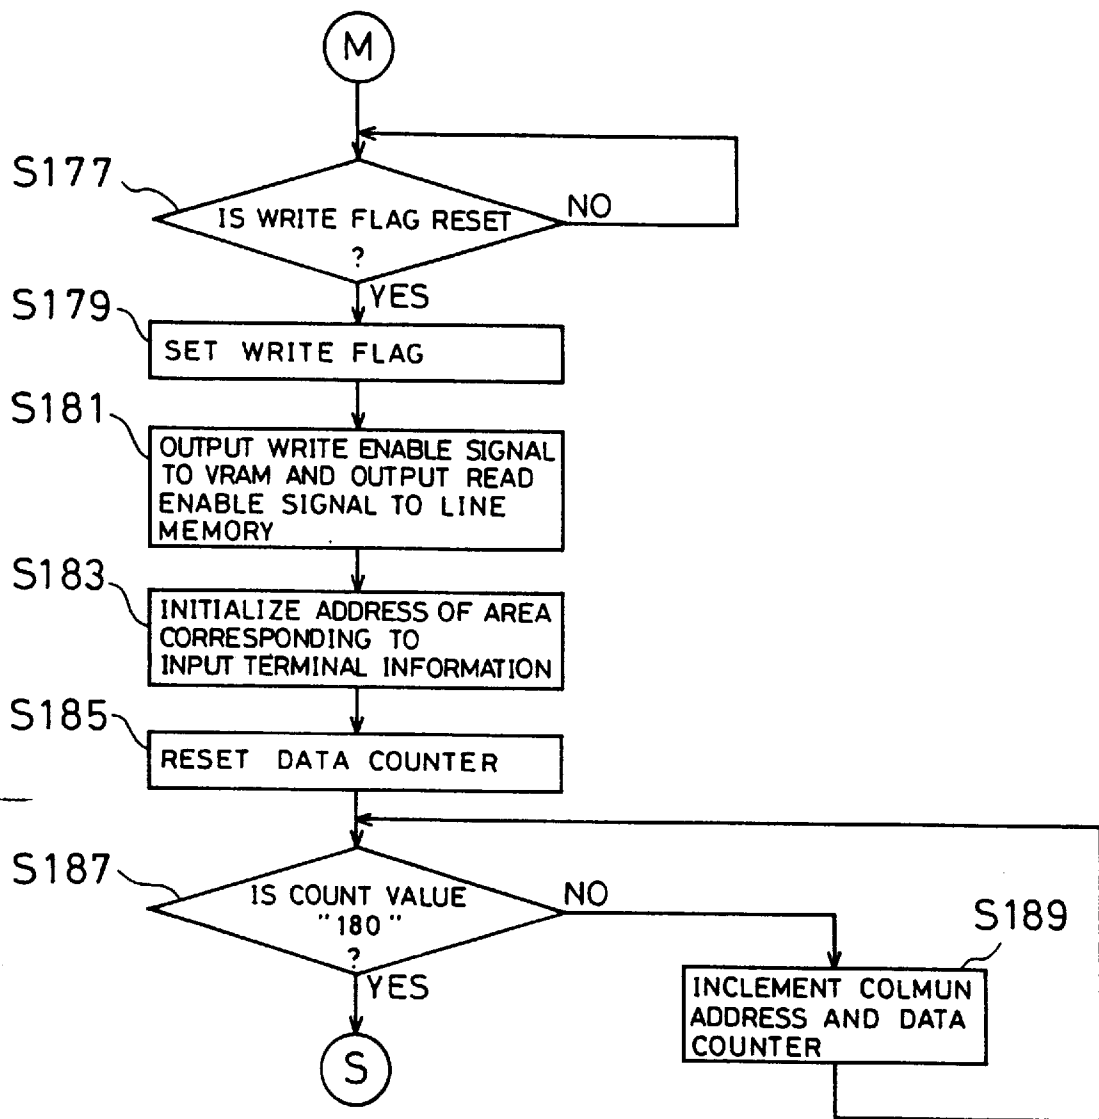 M
S177
IS WRITE FLAG RESET
?
NO
YES
S179
SET WRITE FLAG
S181
OUTPUT WRITE ENABLE SIGNAL
TO VRAM AND OUTPUT READ
ENABLE SIGNAL TO LINE
MEMORY
S183
INITIALIZE ADDRESS OF AREA
CORRESPONDING TO
INPUT TERMINAL INFORMATION
S185
RESET DATA COUNTER
S187
IS COUNT VALUE
"180"
?
NO
YES
S189
INCLEMENT COLMUN
ADDRESS AND DATA
COUNTER
S